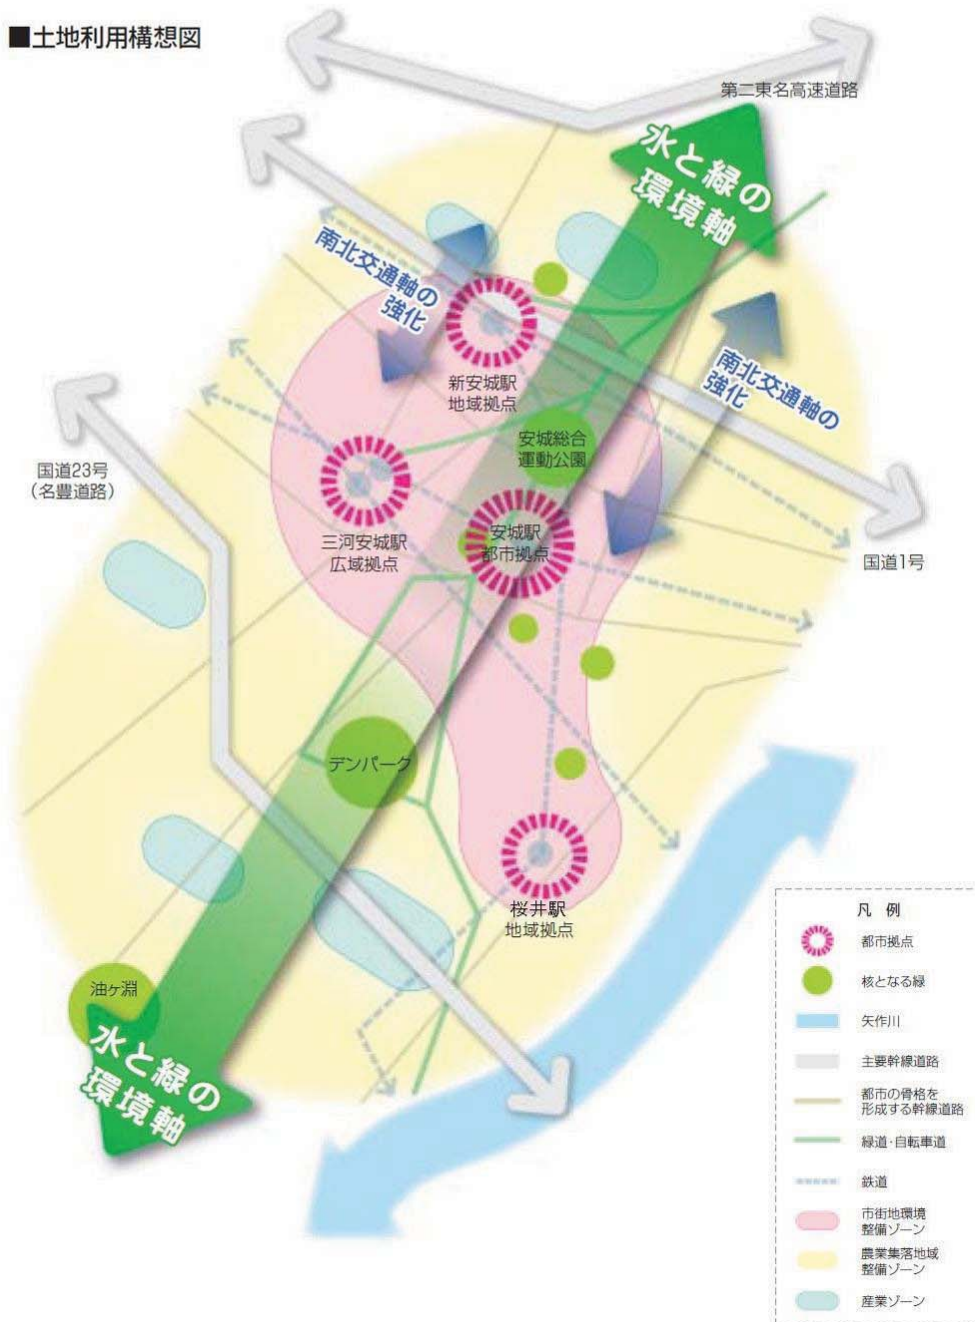 ■土地利用構想図
第二東名高速道路
水と緑の
環境軸
南北交通軸の
強化
南北交通軸の
強化
新安城駅
地域拠点
安城総合
運動公園
国道23号
（名豊道路）
三河安城駅
広域拠点
安城駅
都市拠点
国道1号
デンパーク
桜井駅
地域拠点
油ヶ淵
水と緑の
環境軸
凡 例
都市拠点
核となる緑
矢作川
主要幹線道路
都市の骨格を
形成する幹線道路
緑道・自転車道
鉄道
市街地環境
整備ゾーン
農業集落地域
整備ゾーン
産業ゾーン